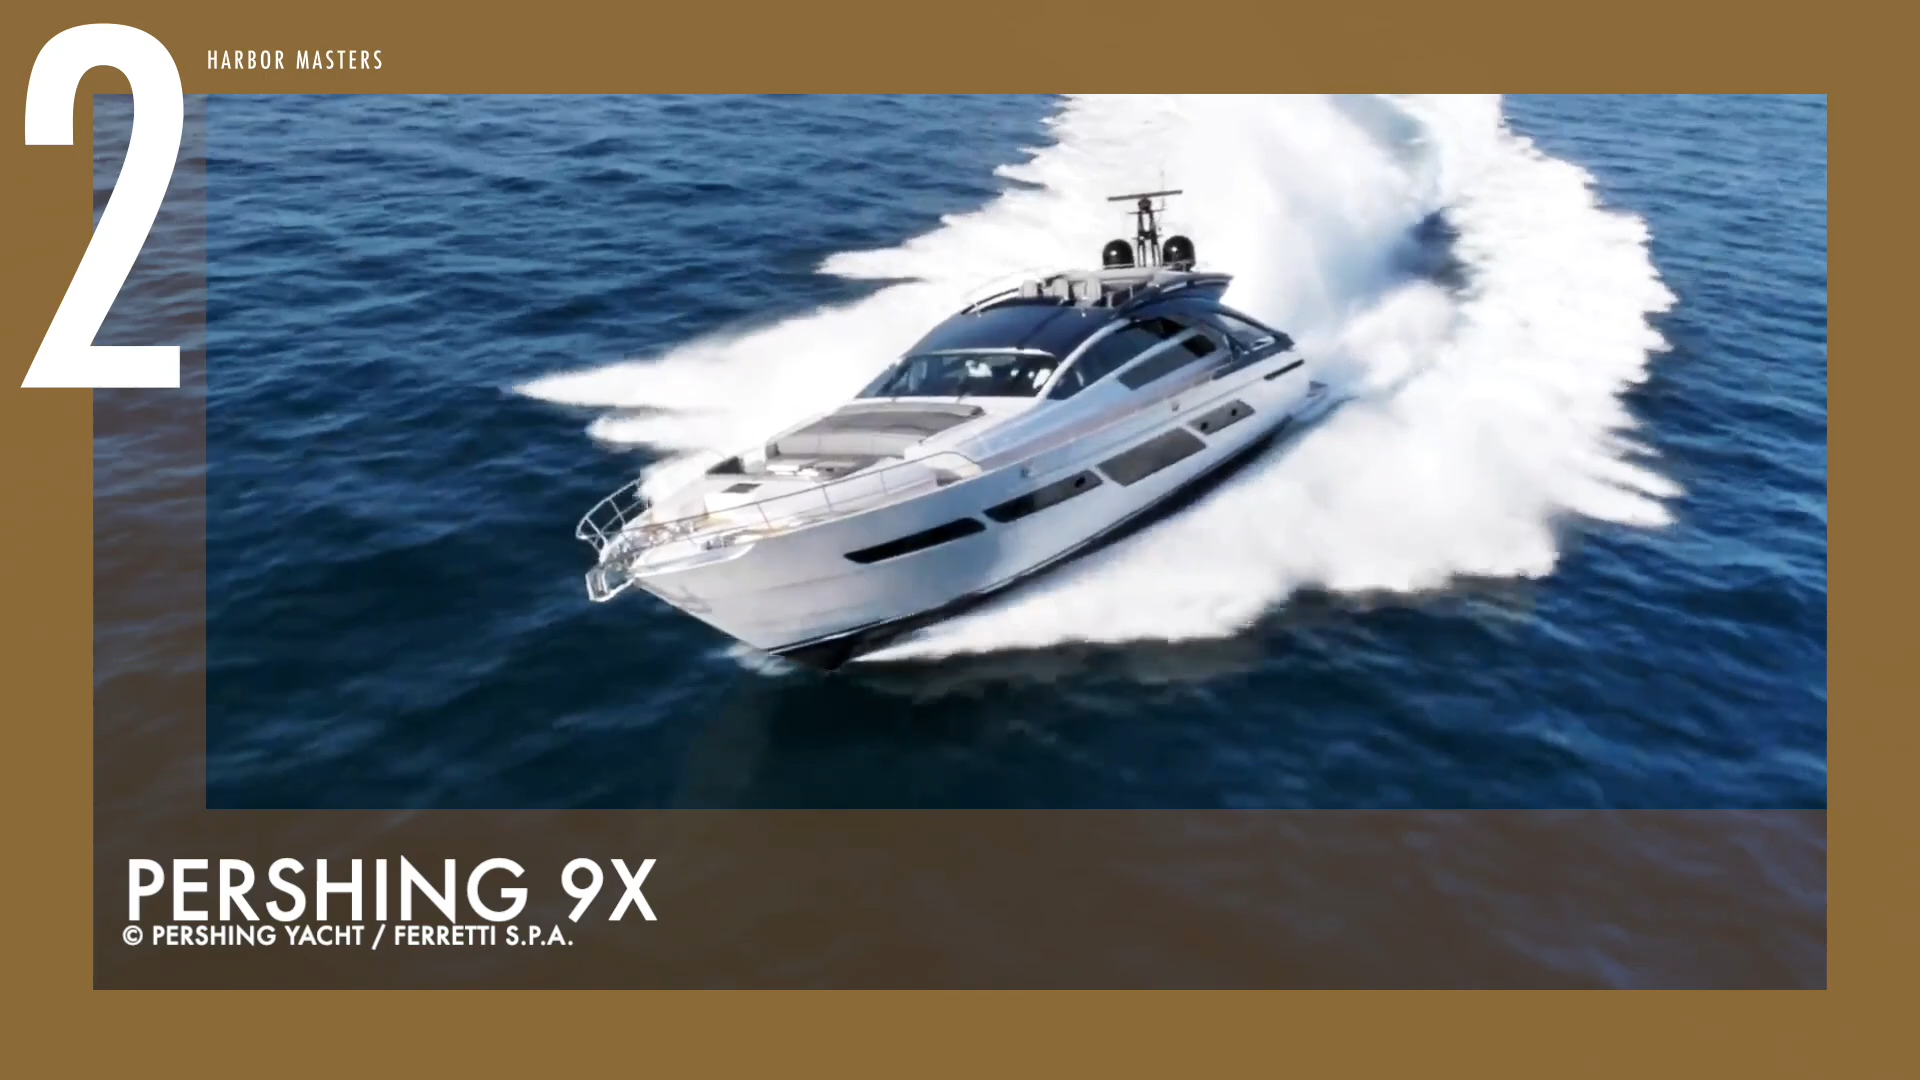 2
HARBOR MASTERS
PERSHING 9X
© PERSHING YACHT / FERRETTI S.P.A.